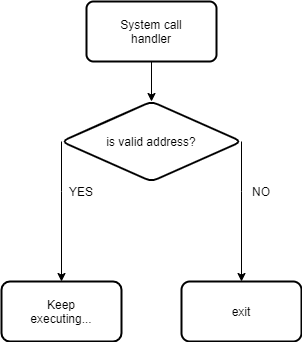 System call
handler
is valid address?
YES
NO
Keep
executing...
exit